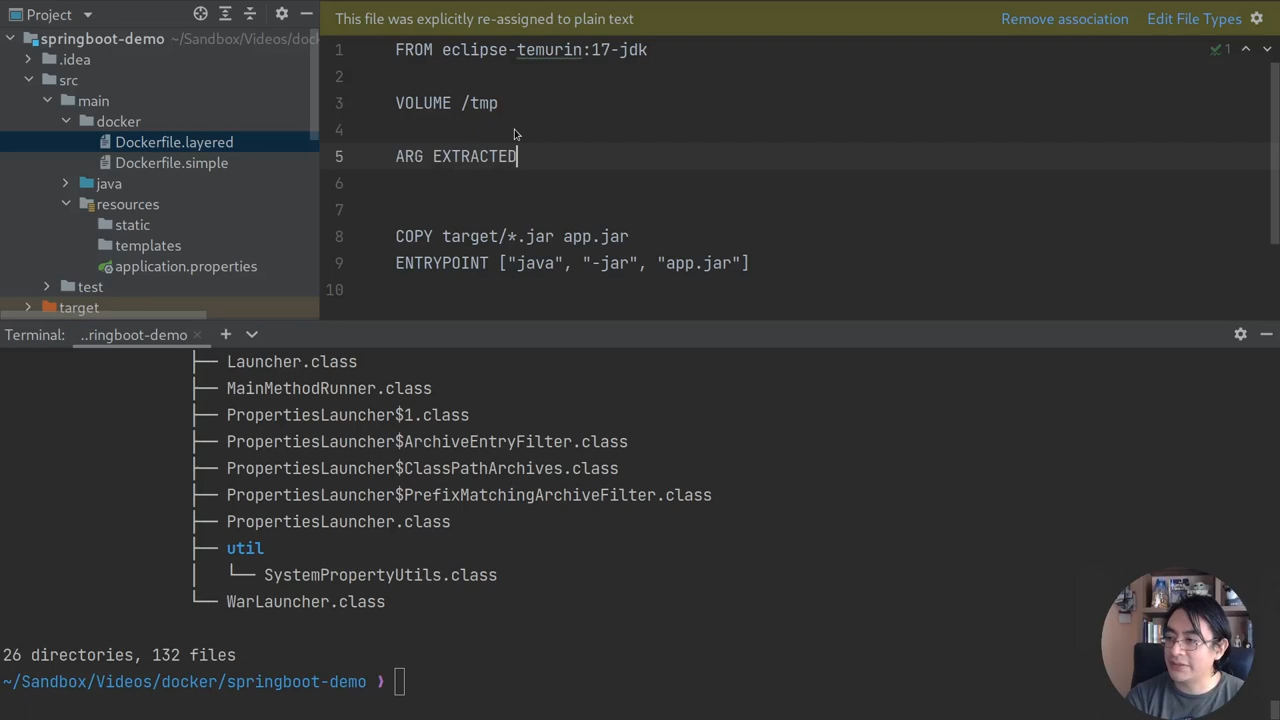 Project
This file was explicitly re-assigned to plain text
Remove association
Edit File Types
springboot-demo ~/Sandbox/Videos/doc
.idea
src
main
docker
Dockerfile.layered
Dockerfile.simple
java
resources
static
templates
application.properties
test
target
1 FROM eclipse-temurin:17-jdk
1
2
3 VOLUME /tmp
4
5 ARG EXTRACTED
6
7
8 COPY target/*.jar app.jar
9 ENTRYPOINT ["java", "-jar", "app.jar"]
10
Terminal: ..ringboot-demo
├── Launcher.class
├── MainMethodRunner.class
├── PropertiesLauncher$1.class
├── PropertiesLauncher$ArchiveEntryFilter.class
├── PropertiesLauncher$ClassPathArchives.class
├── PropertiesLauncher$PrefixMatchingArchiveFilter.class
├── PropertiesLauncher.class
├── util
│   └── SystemPropertyUtils.class
└── WarLauncher.class
26 directories, 132 files
~/Sandbox/Videos/docker/springboot-demo ❯